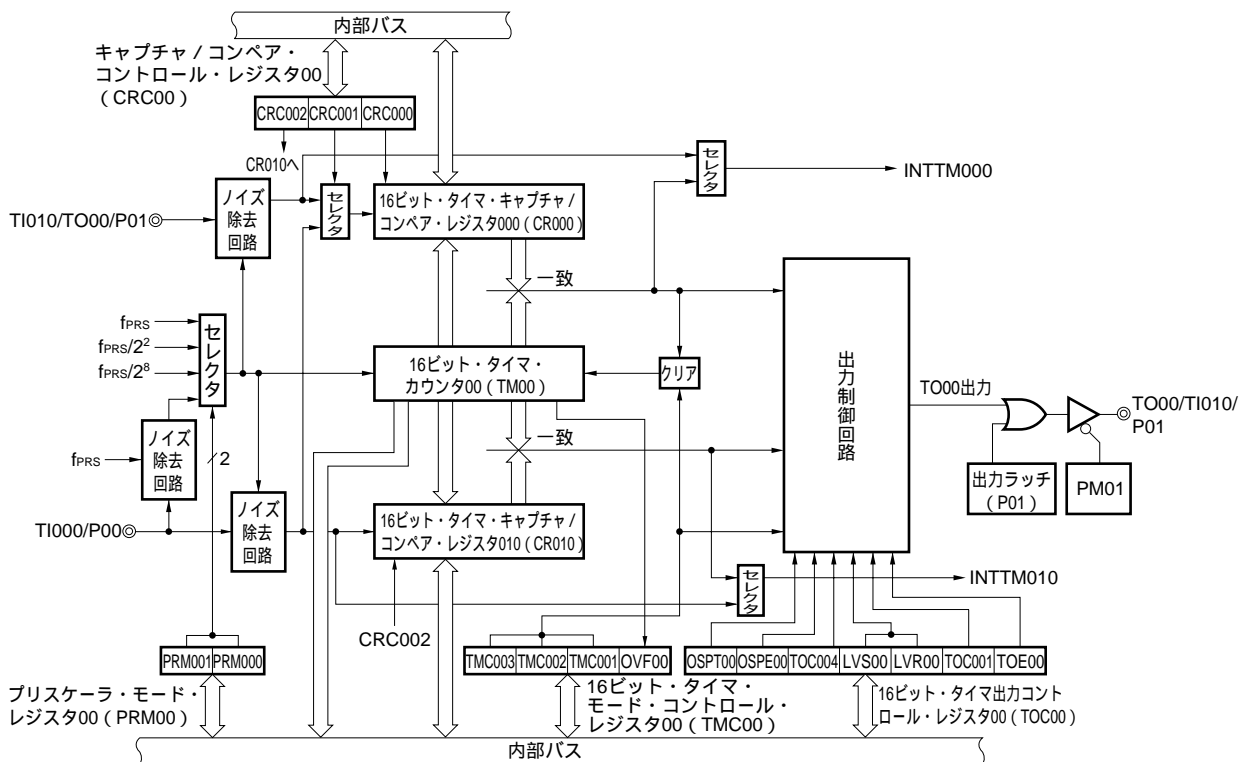 内部バス
キャプチャ / コンペア・
コントロール・レジスタ00
（CRC00）
CRC002 CRC001 CRC000
CR010へ
セレクタ
INTTM000
ノイズ
除去
回路
セレクタ
16ビット・タイマ・キャプチャ /
コンペア・レジスタ000（CR000）
TI010/TO00/P01
一致
fPRS
fPRS/2²
fPRS/2⁸
セレクタ
16ビット・タイマ・
カウンタ00（TM00）
クリア
出力制御回路
TO00出力
TO00/TI010/
P01
fPRS
ノイズ
除去
回路
2
一致
出力ラッチ
（P01）
PM01
TI000/P00
ノイズ
除去
回路
16ビット・タイマ・キャプチャ /
コンペア・レジスタ010（CR010）
セレクタ
INTTM010
CRC002
PRM001 PRM000
TMC003 TMC002 TMC001 OVF00
OSPT00 OSPE00 TOC004 LVS00 LVR00 TOC001 TOE00
プリスケーラ・モード・
レジスタ00（PRM00）
16ビット・タイマ・
モード・コントロール・
レジスタ00（TMC00）
16ビット・タイマ出力コント
ロール・レジスタ00（TOC00）
内部バス